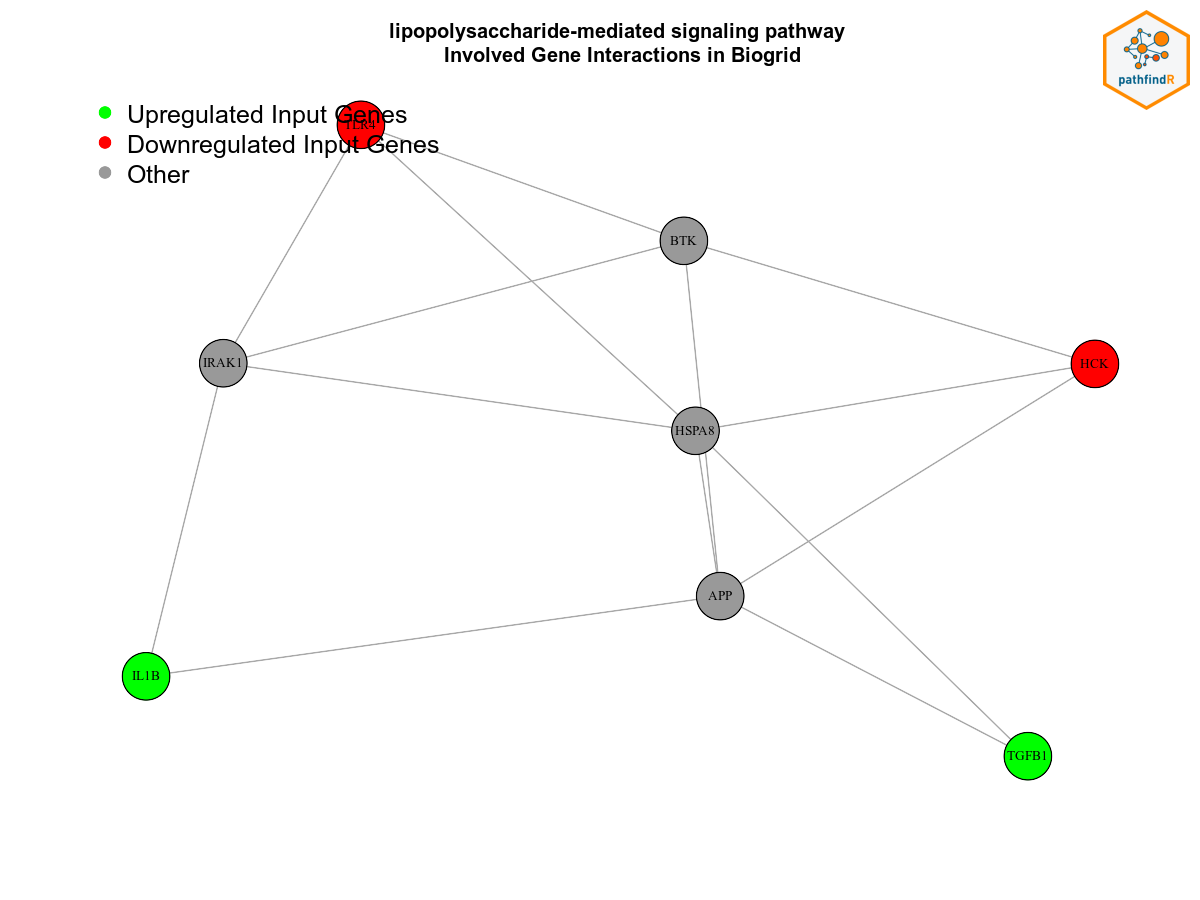 lipopolysaccharide-mediated signaling pathway
Involved Gene Interactions in Biogrid
pathfindR
Upregulated Input Genes
TLR4
Downregulated Input Genes
Other
BTK
IRAK1
HCK
HSPA8
APP
IL1B
TGFB1